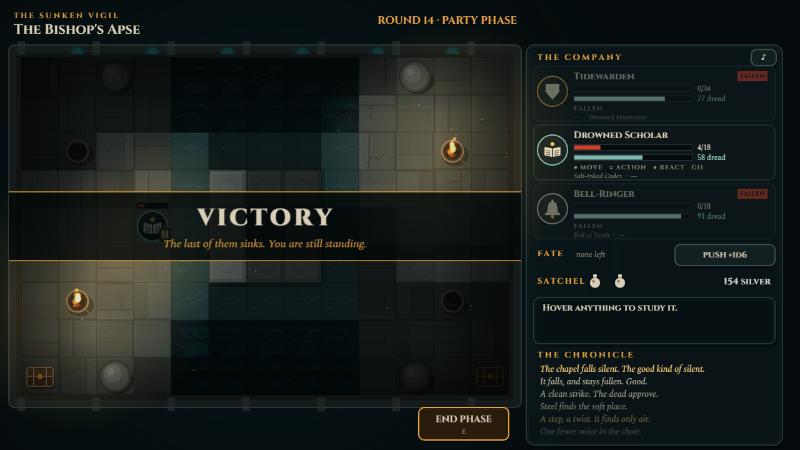 THE SUNKEN VIGIL
THE BISHOP'S APSE
ROUND 14 · PARTY PHASE
VICTORY
The last of them sinks. You are still standing.
END PHASE
E
THE COMPANY
TIDEWARDEN
FALLEN
0/34
77 dread
FALLEN
— · Drowned Heartstone
DROWNED SCHOLAR
4/18
58 dread
MOVE ACTION REACT G11
Salt-Inked Codex · —
BELL-RINGER
FALLEN
0/18
91 dread
FALLEN
Bell of Teeth · —
FATE none left
PUSH +1D6
SATCHEL
154 SILVER
HOVER ANYTHING TO STUDY IT.
THE CHRONICLE
The chapel falls silent. The good kind of silent.
It falls, and stays fallen. Good.
A clean strike. The dead approve.
Steel finds the soft place.
A step, a twist. It finds only air.
One fewer voice in the choir.